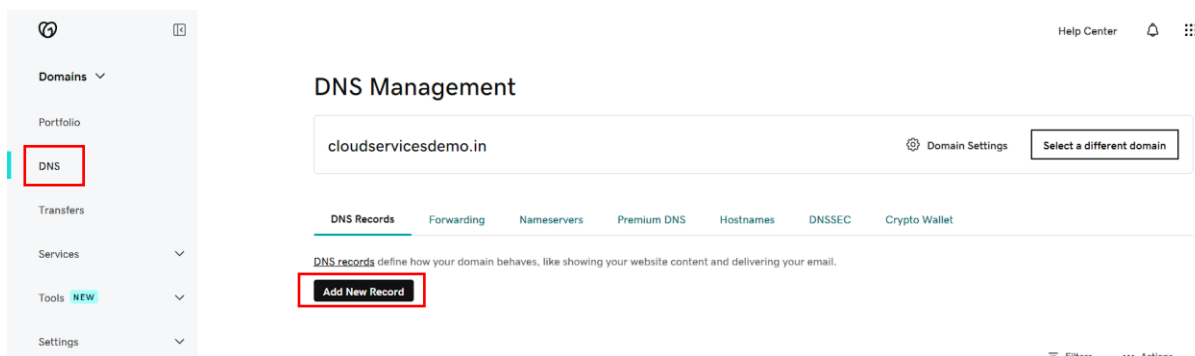 Help Center
Domains
Portfolio
DNS
Transfers
Services
Tools NEW
Settings
DNS Management
cloudservicesdemo.in
Domain Settings
Select a different domain
DNS Records Forwarding Nameservers Premium DNS Hostnames DNSSEC Crypto Wallet
DNS records define how your domain behaves, like showing your website content and delivering your email.
Add New Record
Filters Actions